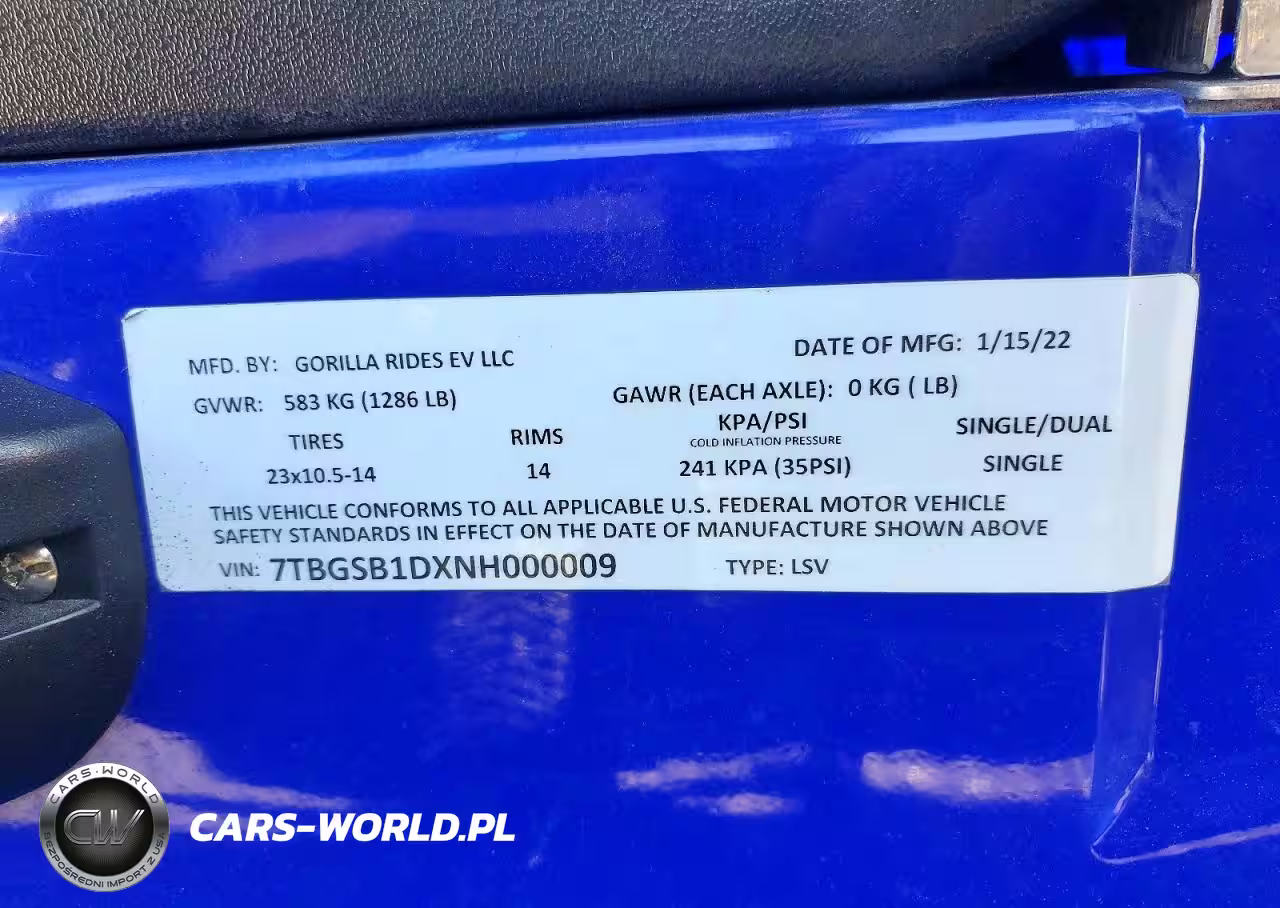 MFD. BY: GORILLA RIDES EV LLC DATE OF MFG: 1/15/22
GVWR: 583 KG (1286 LB) GAWR (EACH AXLE): 0 KG ( LB)
TIRES RIMS KPA/PSI SINGLE/DUAL
COLD INFLATION PRESSURE
23x10.5-14 14 241 KPA (35PSI) SINGLE
THIS VEHICLE CONFORMS TO ALL APPLICABLE U.S. FEDERAL MOTOR VEHICLE
SAFETY STANDARDS IN EFFECT ON THE DATE OF MANUFACTURE SHOWN ABOVE
VIN: 7TBGSB1DXNH000009 TYPE: LSV
CARS-WORLD
CW
BEZPOŚREDNI IMPORT Z USA
CARS-WORLD.PL